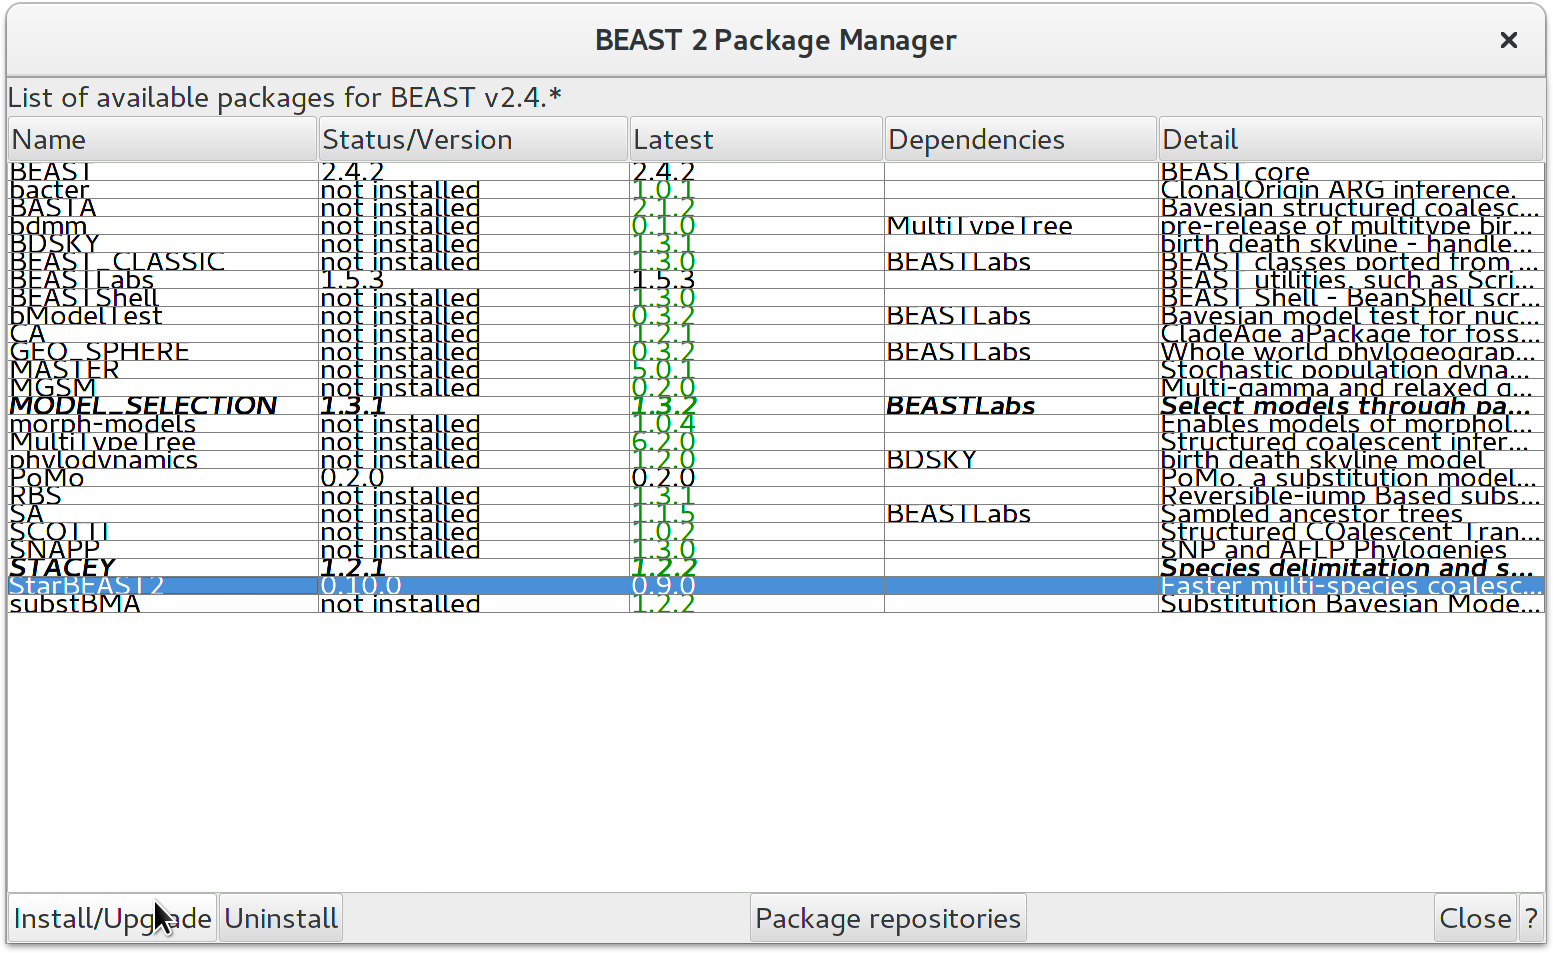 BEAST 2 Package Manager
List of available packages for BEAST v2.4.*
Name Status/Version Latest Dependencies Detail
BEAST 2.4.2 2.4.2 BEAST core
bacter not installed 1.0.1 ClonalOrigin ARG inference.
BASTA not installed 2.1.2 Bayesian structured coalesc...
bdmm not installed 0.1.0 MultiTypeTree pre-release of multitype bir...
BDSKY not installed 1.3.1 birth death skyline - handle...
BEAST_CLASSIC not installed 1.3.0 BEASTLabs BEAST classes ported from ...
BEASTLabs 1.5.3 1.5.3 BEAST utilities, such as Scri...
BEASTShell not installed 1.3.0 BEAST Shell - BeanShell scr...
bModelTest not installed 0.3.2 BEASTLabs Bayesian model test for nuc...
CA not installed 1.2.1 CladeAge aPackage for foss...
GEO_SPHERE not installed 0.3.2 BEASTLabs Whole world phylogeograp...
MASTER not installed 5.0.1 Stochastic population dyna...
MGSM not installed 0.2.0 Multi-gamma and relaxed g...
MODEL_SELECTION 1.3.1 1.3.2 BEASTLabs Select models through pa...
morph-models not installed 1.0.4 Enables models of morphol...
MultiTypeTree not installed 6.2.0 Structured coalescent infer...
phylodynamics not installed 1.2.0 BDSKY birth death skyline model
PoMo 0.2.0 0.2.0 PoMo, a substitution model...
RBS not installed 1.3.1 Reversible-jump Based subs...
SA not installed 1.1.5 BEASTLabs Sampled ancestor trees
SCOTTI not installed 1.0.2 Structured COalescent Tran...
SNAPP not installed 1.3.0 SNP and AFLP Phylogenies
STACEY 1.2.1 1.2.2 Species delimitation and s...
StarBEAST2 0.10.0 0.9.0 Faster multi-species coalesc...
substBMA not installed 1.2.2 Substitution Bayesian Mode...
Install/Upgrade Uninstall Package repositories Close ?